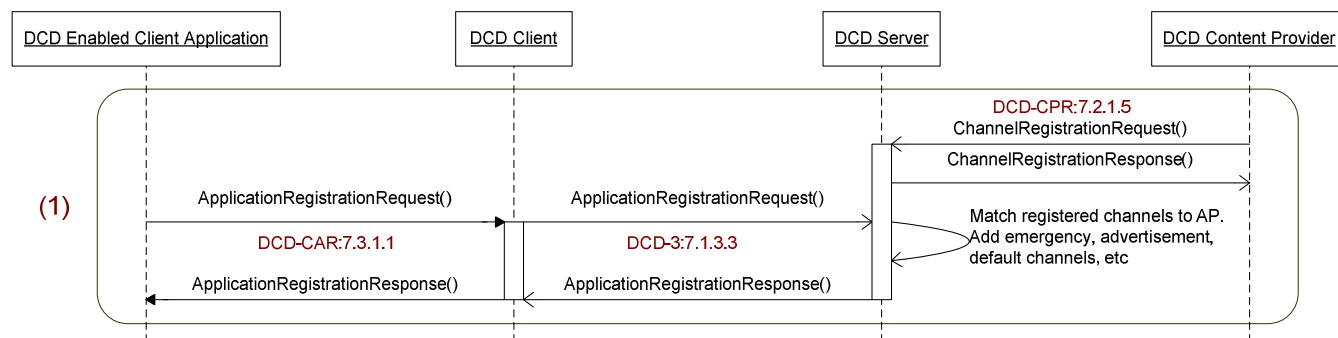 DCD Enabled Client Application
DCD Client
DCD Server
DCD Content Provider
DCD-CPR:7.2.1.5
ChannelRegistrationRequest()
ChannelRegistrationResponse()
(1)
ApplicationRegistrationRequest()
ApplicationRegistrationRequest()
Match registered channels to AP.
Add emergency, advertisement,
default channels, etc
DCD-CAR:7.3.1.1
DCD-3:7.1.3.3
ApplicationRegistrationResponse()
ApplicationRegistrationResponse()